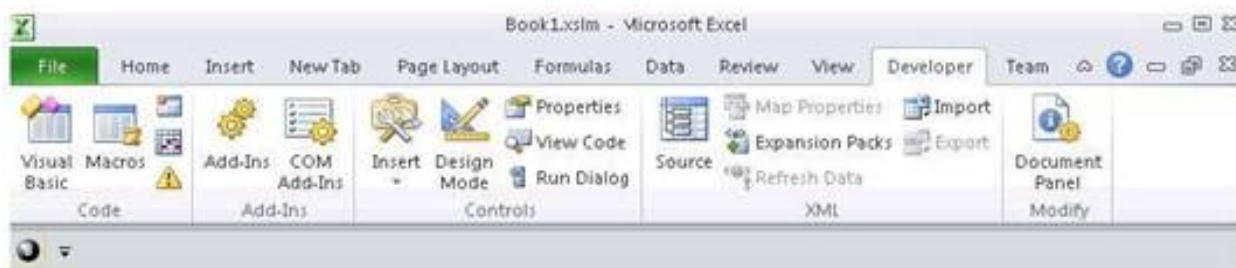 Book1.xslm - Microsoft Excel
File Home Insert New Tab Page Layout Formulas Data Review View Developer Team
Visual Basic Macros
Add-Ins COM Add-Ins
Insert Design Mode Properties View Code Run Dialog
Source Map Properties Expansion Packs Refresh Data Import Export
Document Panel
Code Add-Ins Controls XML Modify